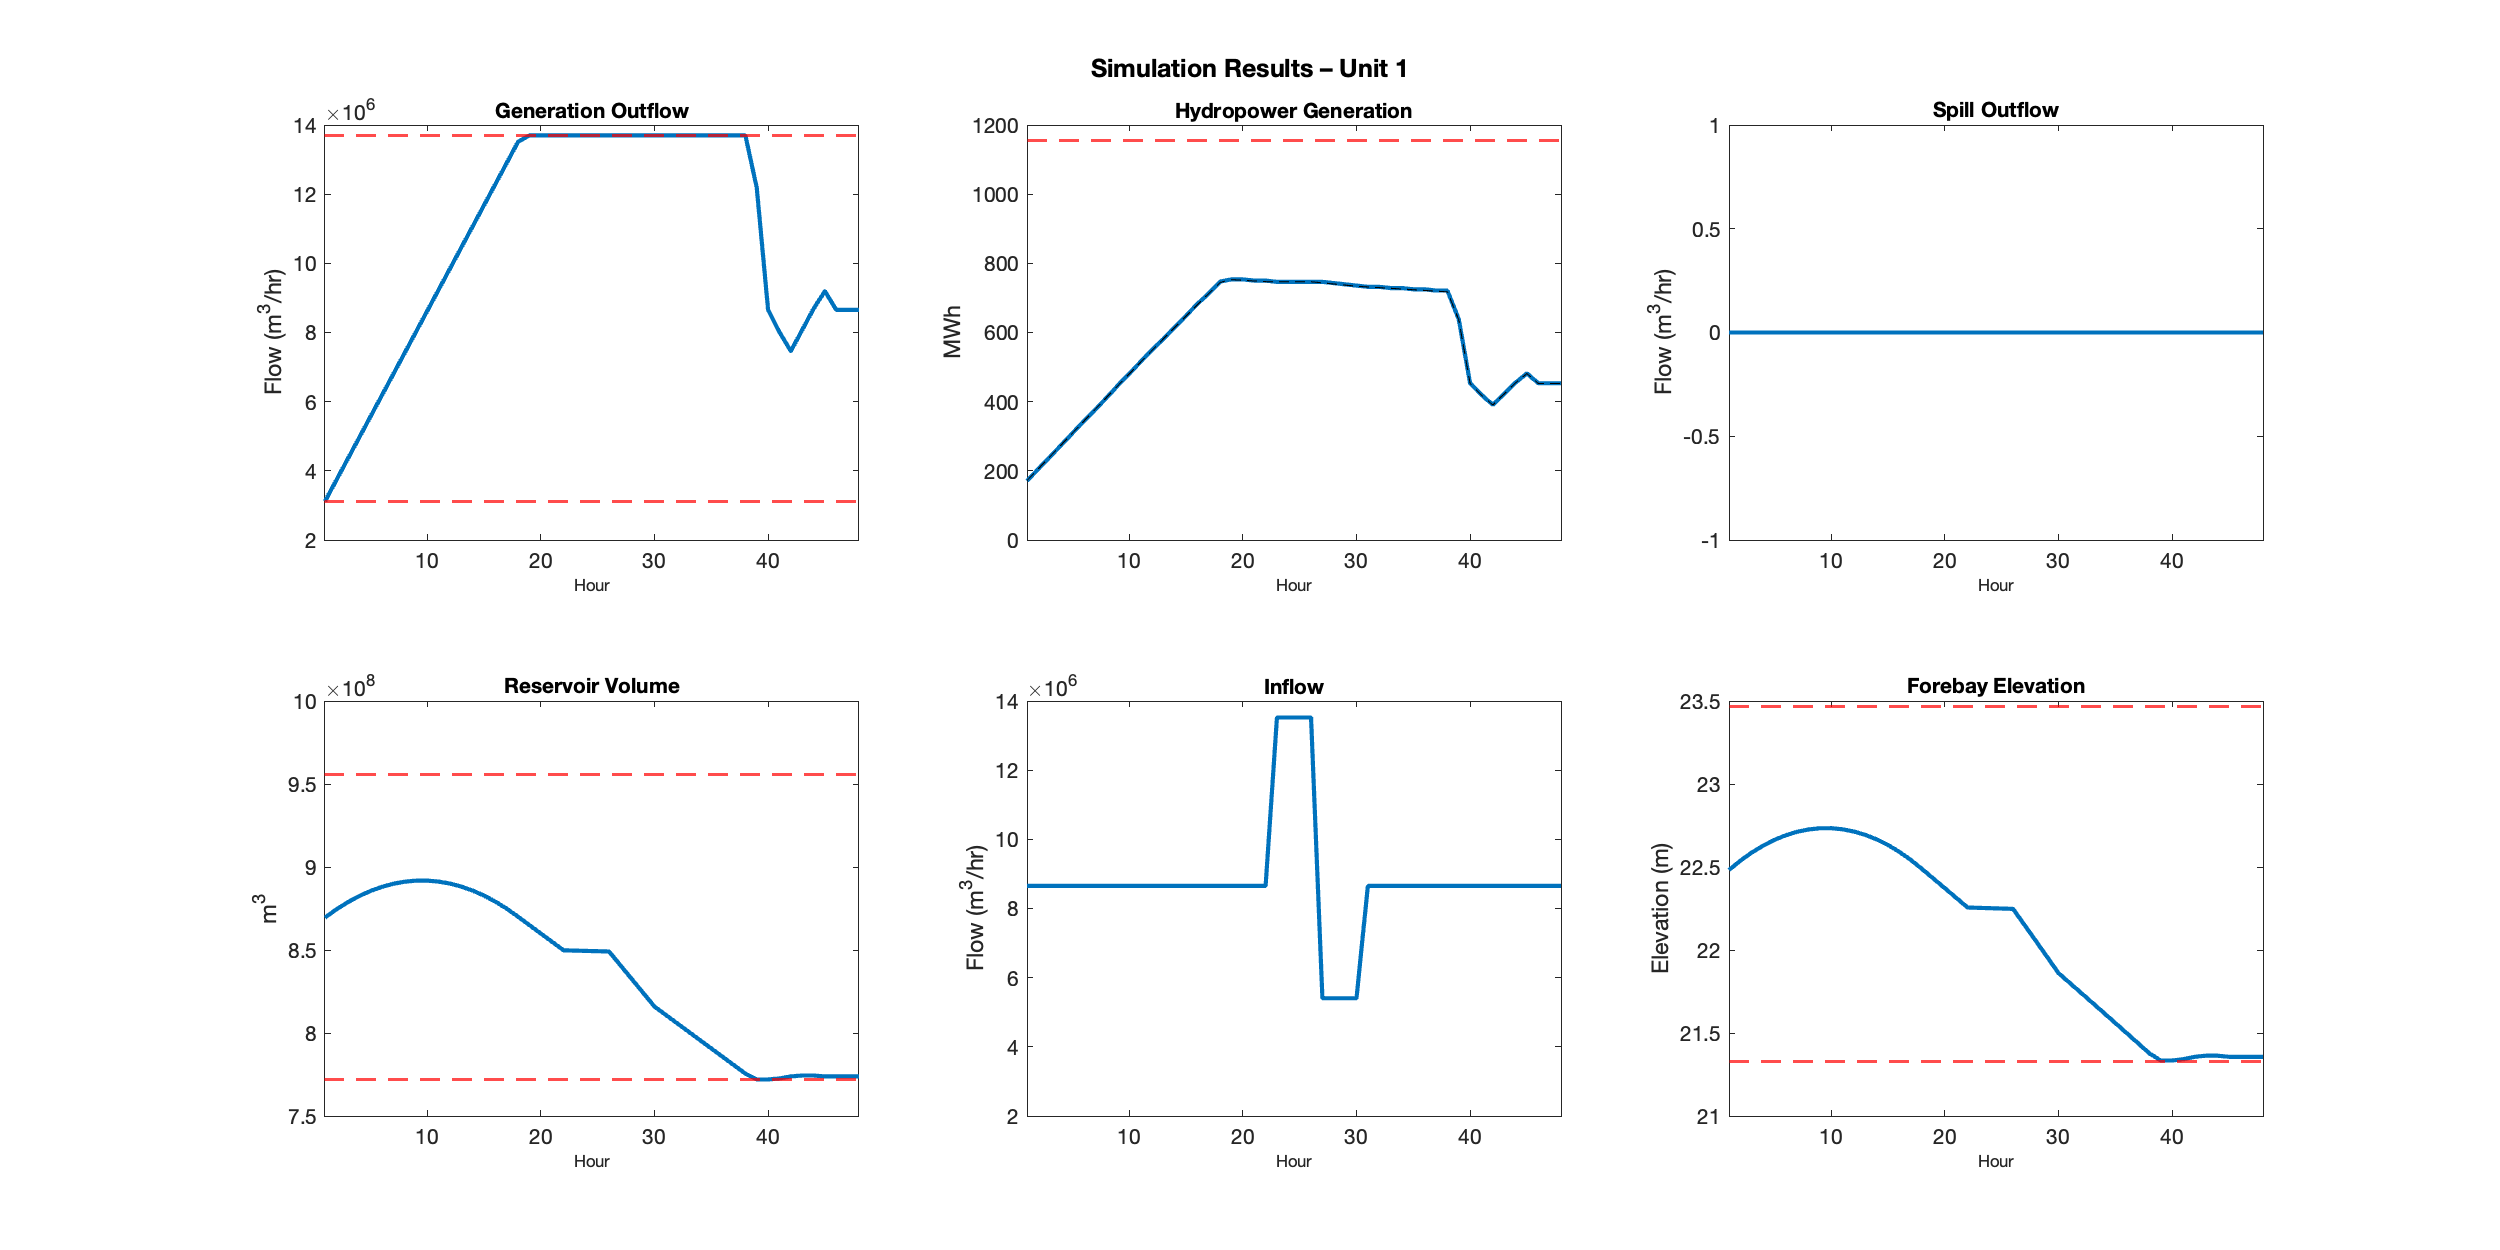 Simulation Results – Unit 1
Generation Outflow
×10^6
14
12
10
8
6
4
2
Flow (m^3/hr)
10 20 30 40
Hour
Hydropower Generation
1200
1000
800
600
400
200
0
MWh
10 20 30 40
Hour
Spill Outflow
1
0.5
0
-0.5
-1
Flow (m^3/hr)
10 20 30 40
Hour
Reservoir Volume
×10^8
10
9.5
9
8.5
8
7.5
m^3
10 20 30 40
Hour
Inflow
×10^6
14
12
10
8
6
4
2
Flow (m^3/hr)
10 20 30 40
Hour
Forebay Elevation
23.5
23
22.5
22
21.5
21
Elevation (m)
10 20 30 40
Hour